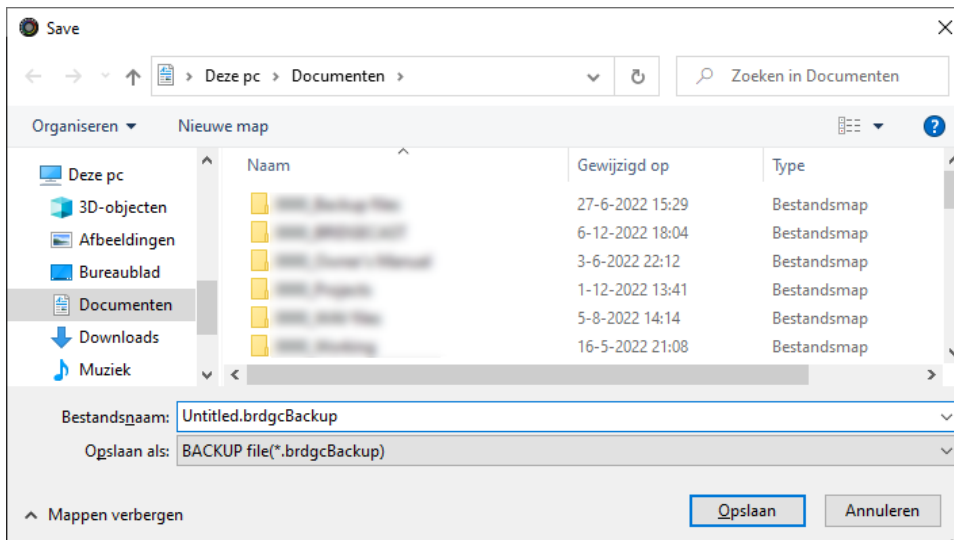 Save
Deze pc > Documenten >
Zoeken in Documenten
Organiseren
Nieuwe map
?
Deze pc
3D-objecten
Afbeeldingen
Bureaublad
Documenten
Downloads
Muziek
Naam Gewijzigd op Type
27-6-2022 15:29 Bestandsmap
6-12-2022 18:04 Bestandsmap
3-6-2022 22:12 Bestandsmap
1-12-2022 13:41 Bestandsmap
5-8-2022 14:14 Bestandsmap
16-5-2022 21:08 Bestandsmap
Bestandsnaam: Untitled.brdgcBackup
Opslaan als: BACKUP file(*.brdgcBackup)
Mappen verbergen
Opslaan
Annuleren